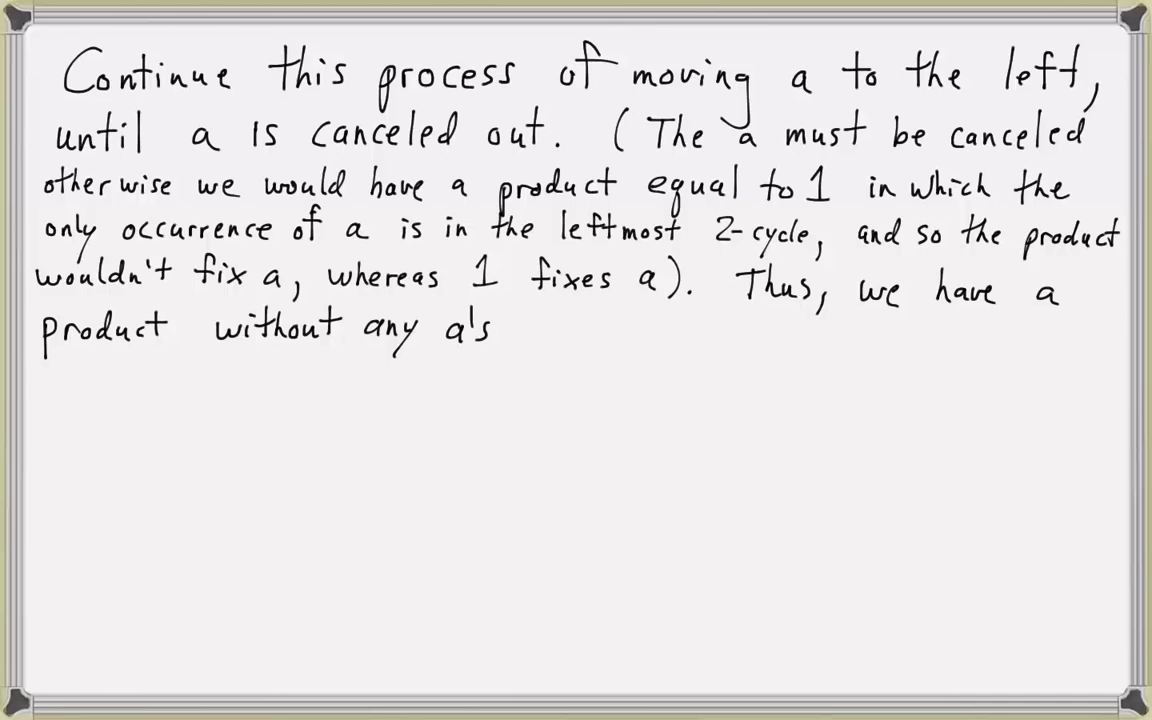 Continue this process of moving a to the left,
until a is canceled out. (The a must be canceled
otherwise we would have a product equal to 1 in which the
only occurrence of a is in the leftmost 2-cycle, and so the product
wouldn't fix a, whereas 1 fixes a). Thus, we have a
product without any a's